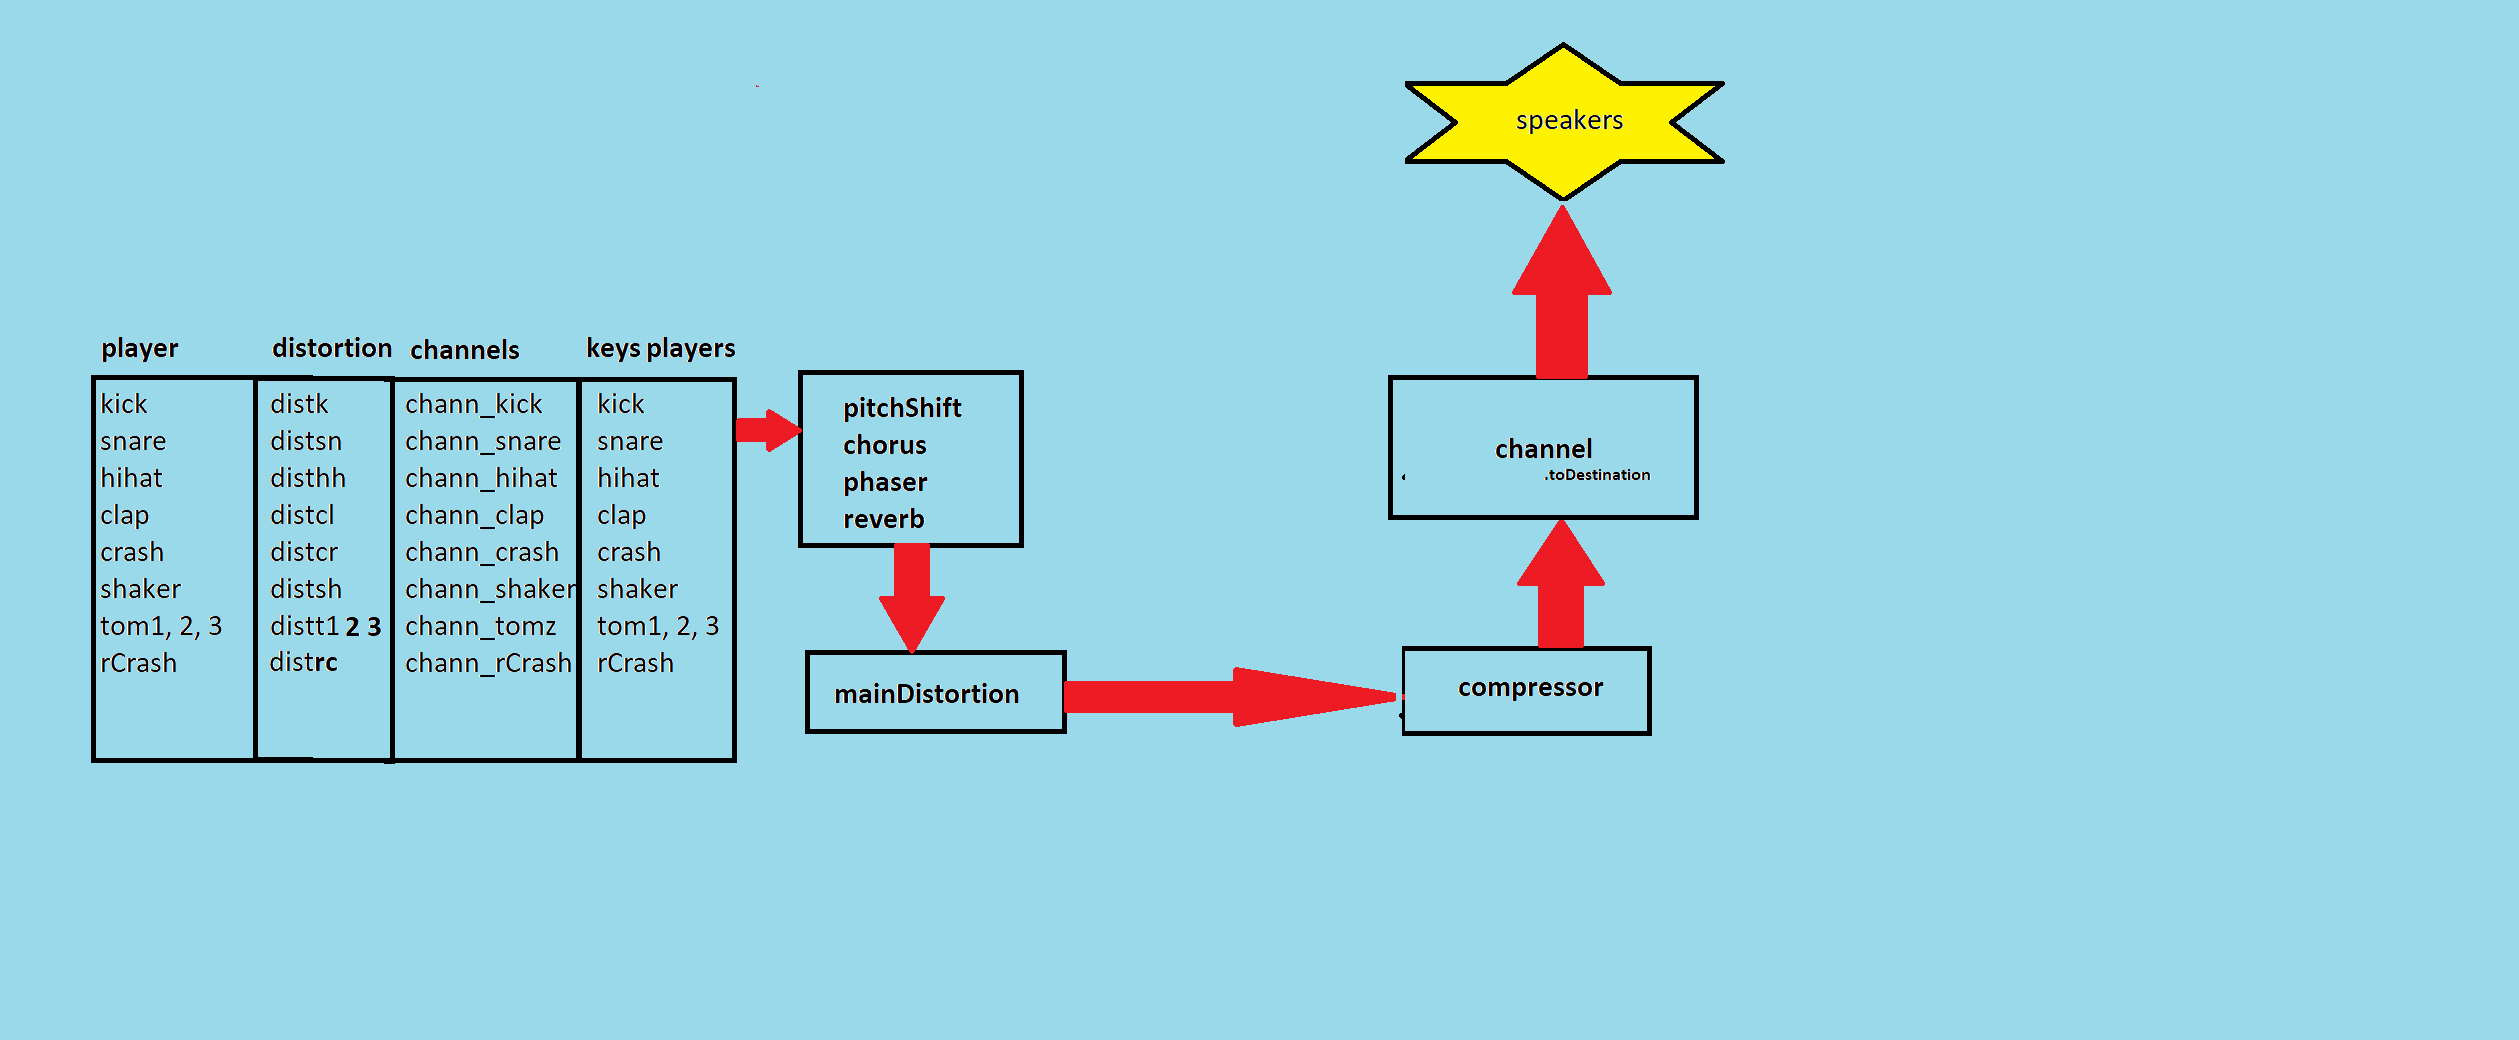 speakers
player distortion channels keys players
kick distk chann_kick kick
snare distsn chann_snare snare
hihat disthh chann_hihat hihat
clap distcl chann_clap clap
crash distcr chann_crash crash
shaker distsh chann_shaker shaker
tom1, 2, 3 distt1 2 3 chann_tomz tom1, 2, 3
rCrash distrc chann_rCrash rCrash
pitchShift
chorus
phaser
reverb
mainDistortion
compressor
channel
.toDestination